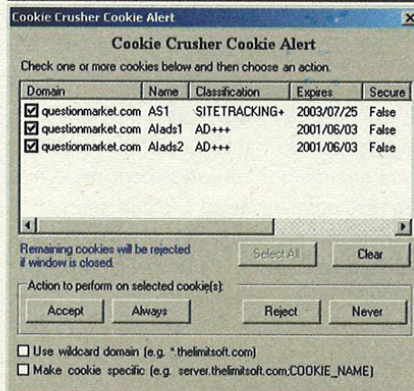 Cookie Crusher Cookie Alert
Cookie Crusher Cookie Alert
Check one or more cookies below and then choose an action.
Domain Name Classification Expires Secure
questionmarket.com AS1 SITETRACKING+ 2003/07/25 False
questionmarket.com Alads1 AD+++ 2001/06/03 False
questionmarket.com Alads2 AD+++ 2001/06/03 False
Remaining cookies will be rejected
if window is closed.
Select All Clear
Action to perform on selected cookie(s):
Accept Always Reject Never
Use wildcard domain (e.g. *.thelimitsoft.com)
Make cookie specific (e.g. server.thelimitsoft.com;COOKIE_NAME)